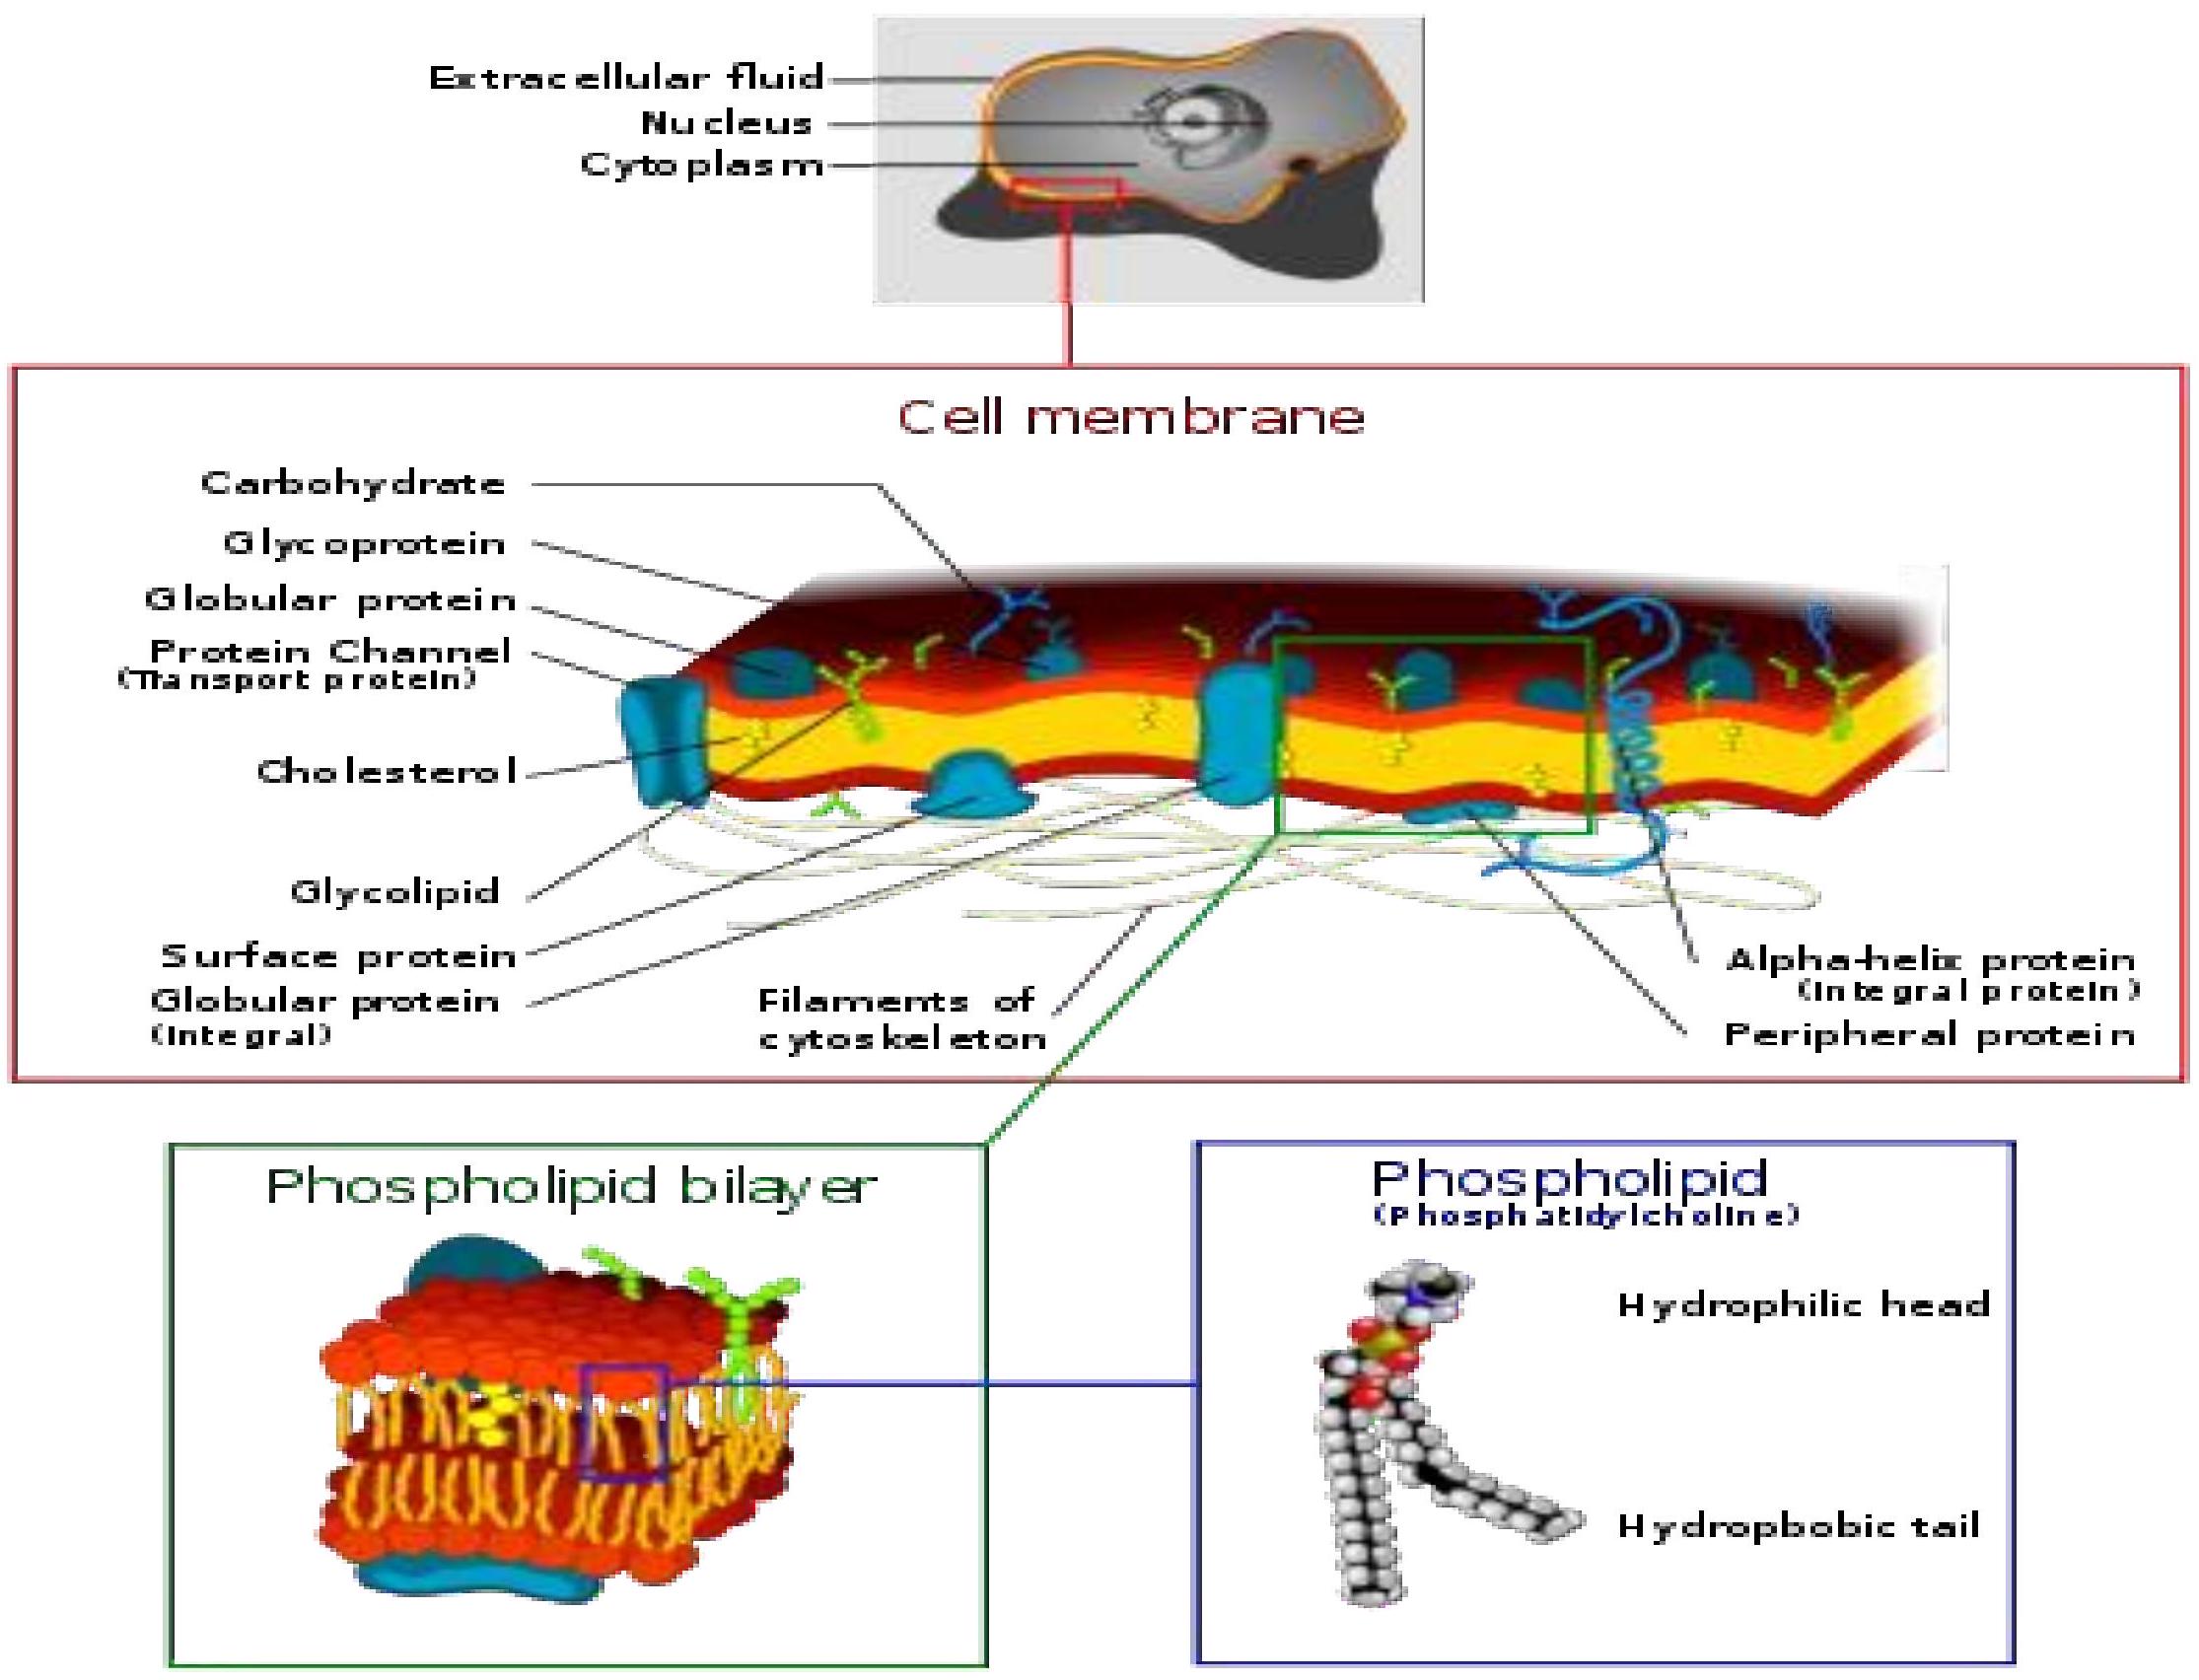 Extracellular fluid
Nucleus
Cytoplasm
Cell membrane
Carbohydrate
Glycoprotein
Globular protein
Protein Channel
(Transport protein)
Cholesterol
Glycolipid
Surface protein
Globular protein
(Integral)
Filaments of
cytoskeleton
Alpha-helix protein
(Integral protein)
Peripheral protein
Phospholipid bilayer
Phospholipid
(Phosphatidylcholine)
Hydrophilic head
Hydropbobic tail